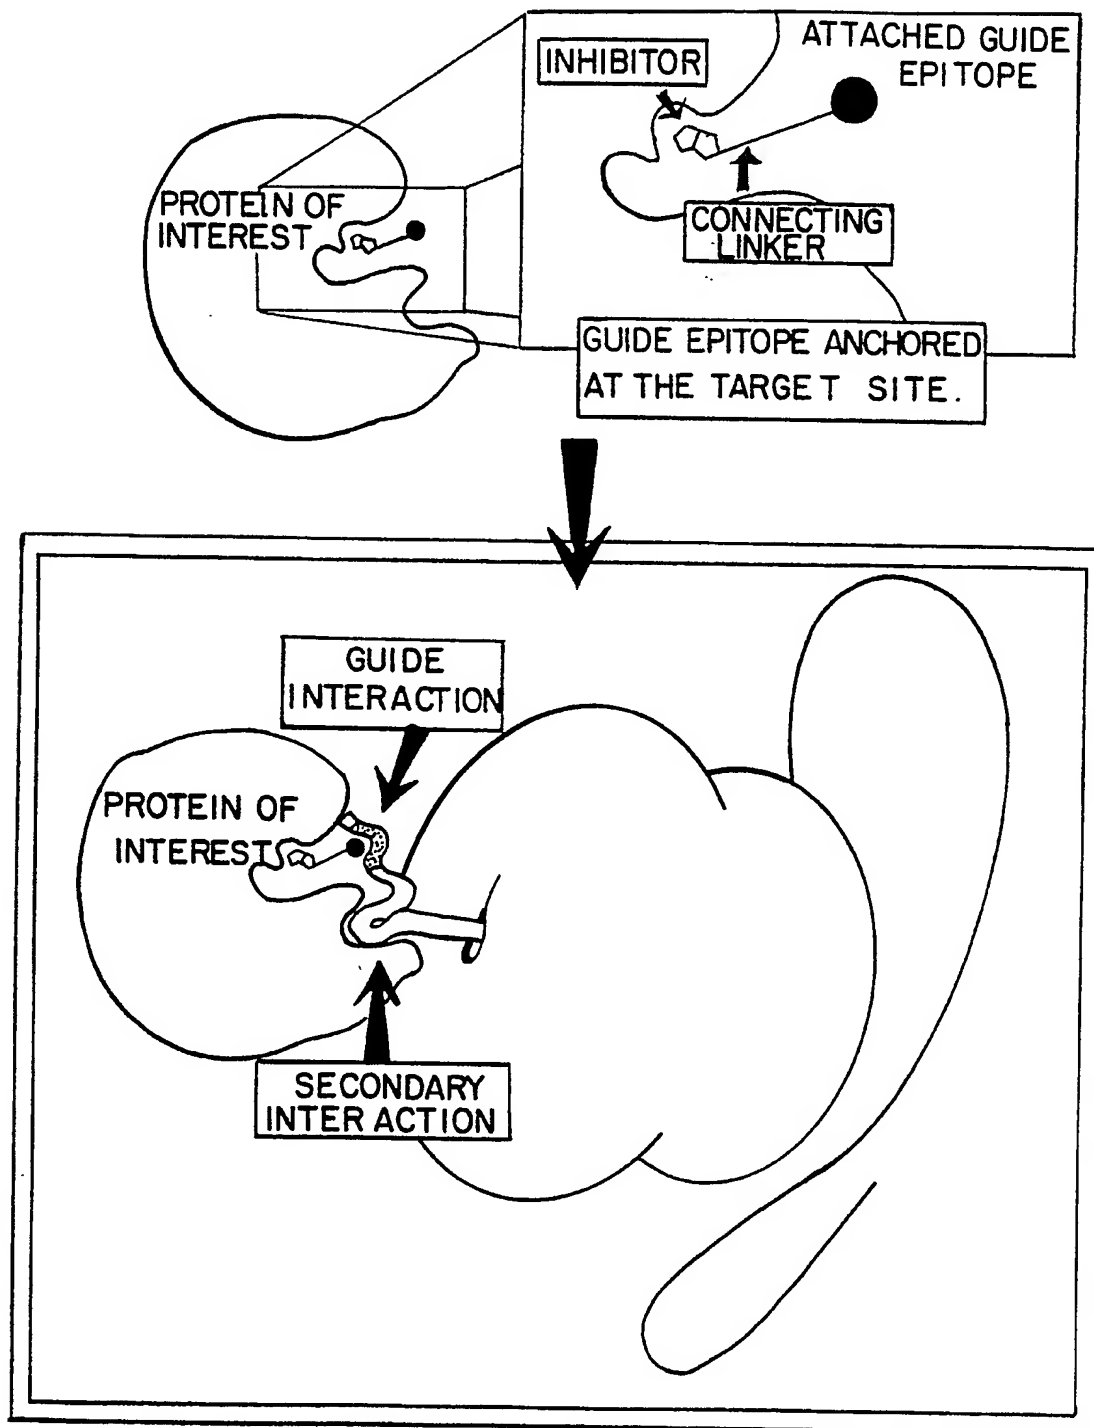 INHIBITOR
ATTACHED GUIDE
EPITOPE
PROTEIN OF
INTEREST
CONNECTING
LINKER
GUIDE EPITOPE ANCHORED
AT THE TARGET SITE.
GUIDE
INTERACTION
PROTEIN OF
INTEREST
SECONDARY
INTERACTION